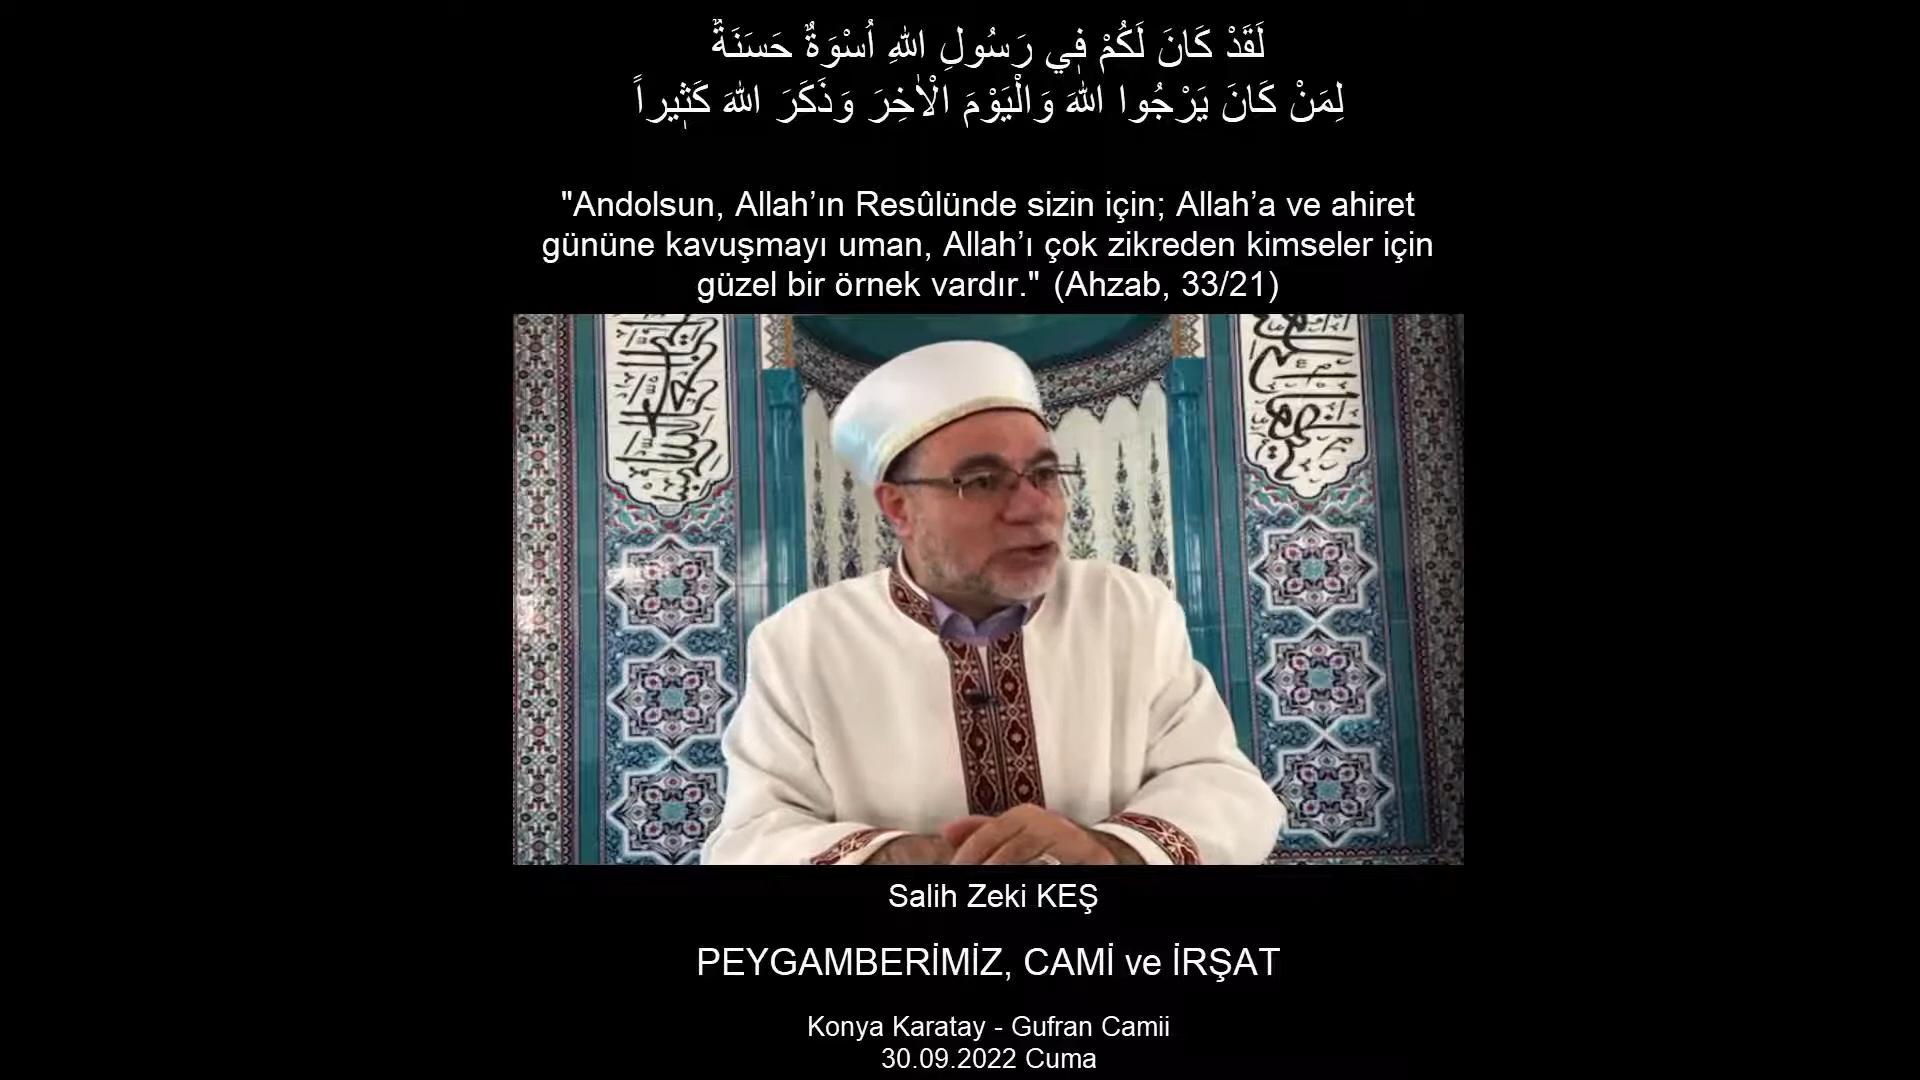 لَقَدْ كَانَ لَكُمْ ف۪ي رَسُولِ اللّٰهِ اُسْوَةٌ حَسَنَةٌۚ
لِمَنْ كَانَ يَرْجُوا اللّٰهَ وَالْيَوْمَ الْاٰخِرَ وَذَكَرَ اللّٰهَ كَث۪يراً
"Andolsun, Allah’ın Resûlünde sizin için; Allah’a ve ahiret
gününe kavuşmayı uman, Allah’ı çok zikreden kimseler için
güzel bir örnek vardır." (Ahzab, 33/21)
Salih Zeki KEŞ
PEYGAMBERİMİZ, CAMİ ve İRŞAT
Konya Karatay - Gufran Camii
30.09.2022 Cuma